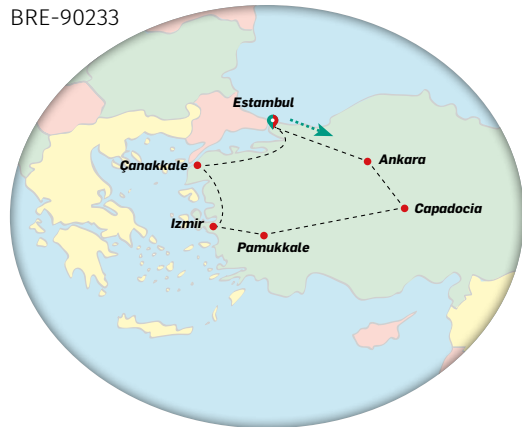 BRE-90233
Estambul
Ankara
Çanakkale
Capadocia
Izmir
Pamukkale